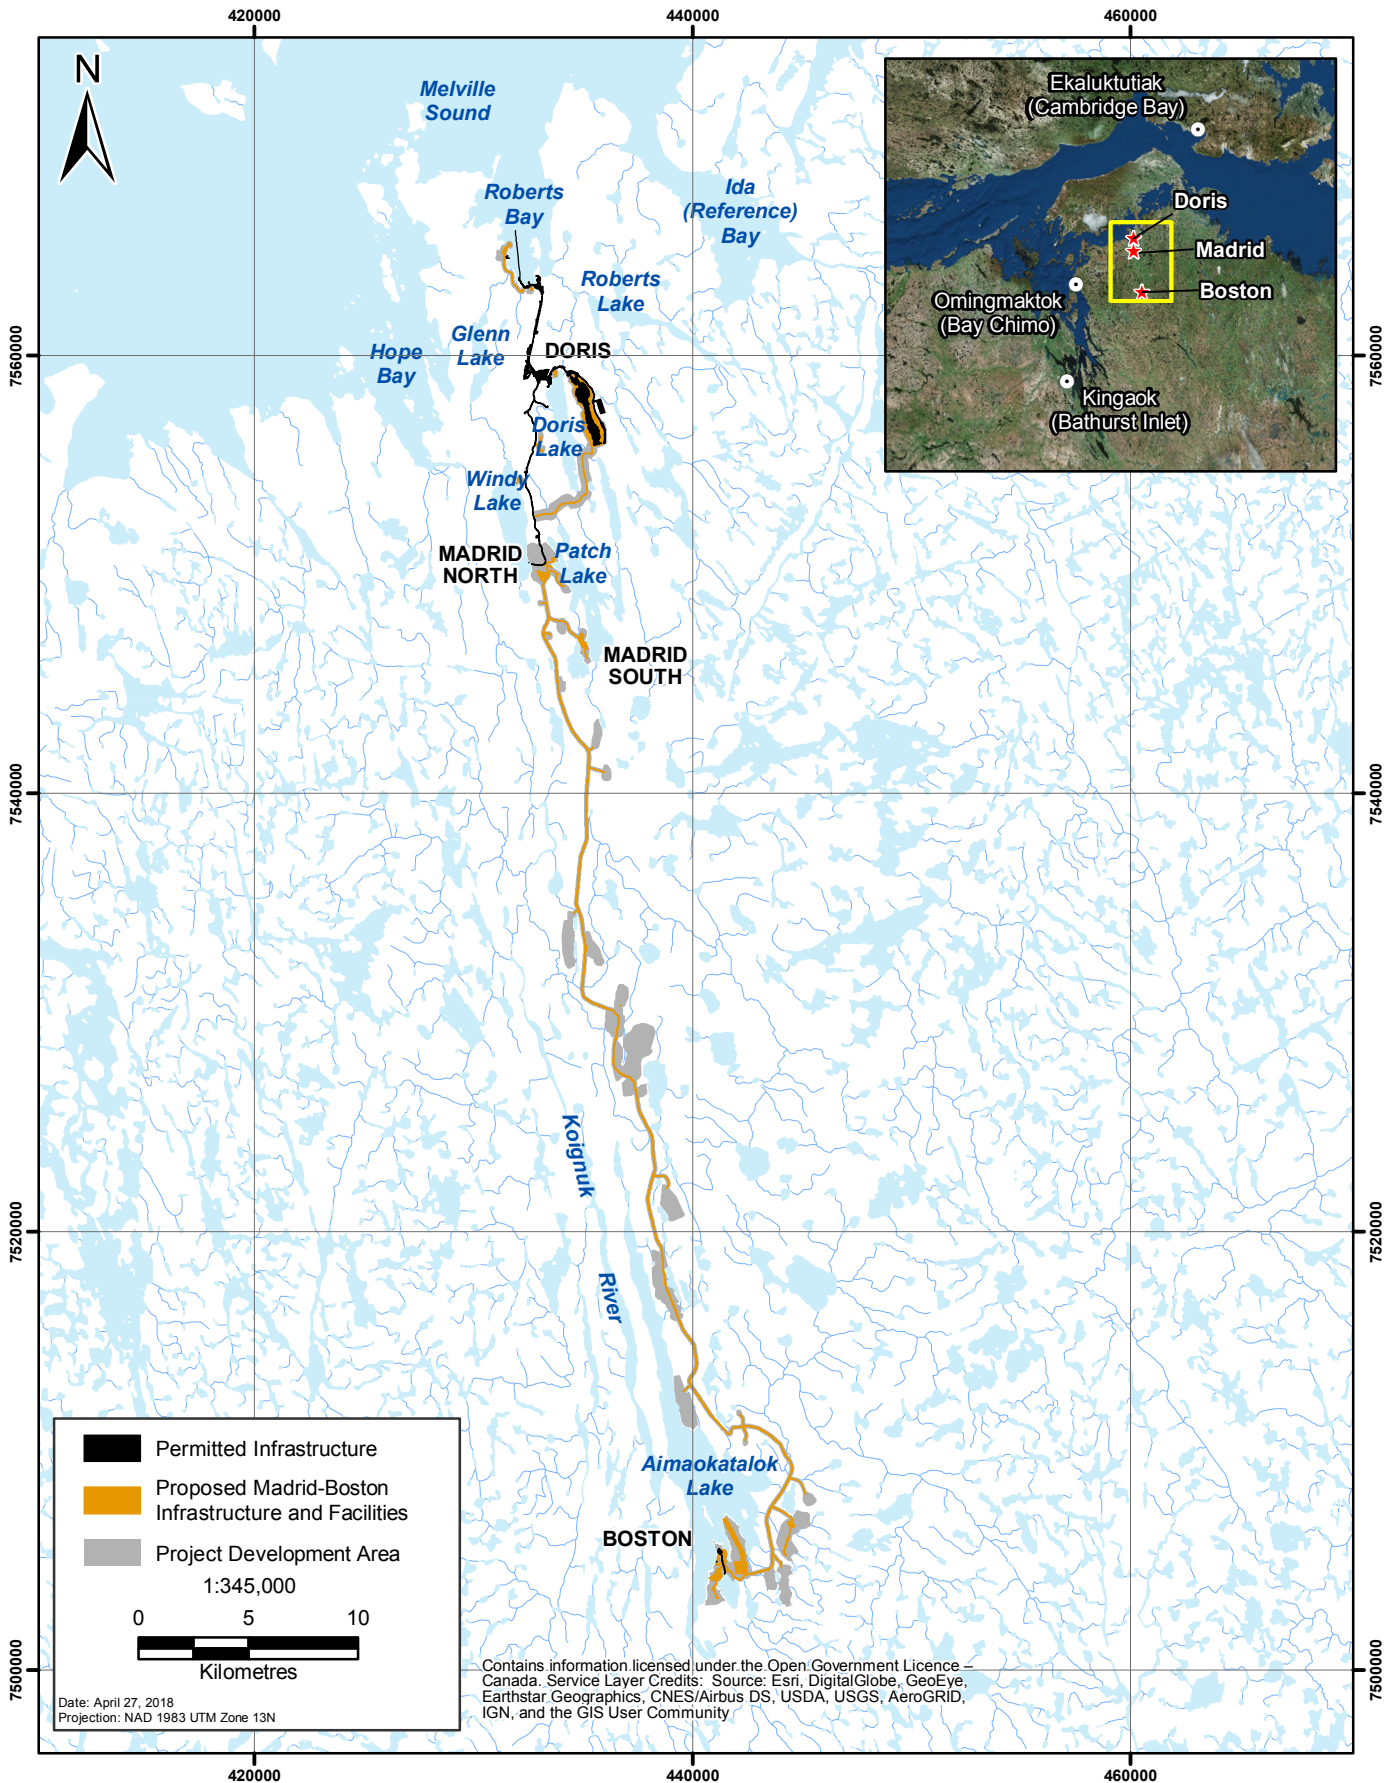 420000
440000
460000
N
Melville
Sound
Ekaluktutiak
(Cambridge Bay)
Roberts
Bay
Ida
(Reference)
Bay
Doris
Madrid
Boston
Omingmaktok
(Bay Chimo)
Kingaok
(Bathurst Inlet)
Roberts
Lake
Glenn
Lake
Hope
Bay
DORIS
7560000
7560000
Doris
Lake
Windy
Lake
MADRID
NORTH
Patch
Lake
MADRID
SOUTH
7540000
7540000
Koignuk
River
7520000
7520000
Aimaokatalok
Lake
BOSTON
Permitted Infrastructure
Proposed Madrid-Boston
Infrastructure and Facilities
Project Development Area
1:345,000
0 5 10
Kilometres
Date: April 27, 2018
Projection: NAD 1983 UTM Zone 13N
Contains information licensed under the Open Government Licence –
Canada. Service Layer Credits: Source: Esri, DigitalGlobe, GeoEye,
Earthstar Geographics, CNES/Airbus DS, USDA, USGS, AeroGRID,
IGN, and the GIS User Community
7500000
7500000
420000
440000
460000